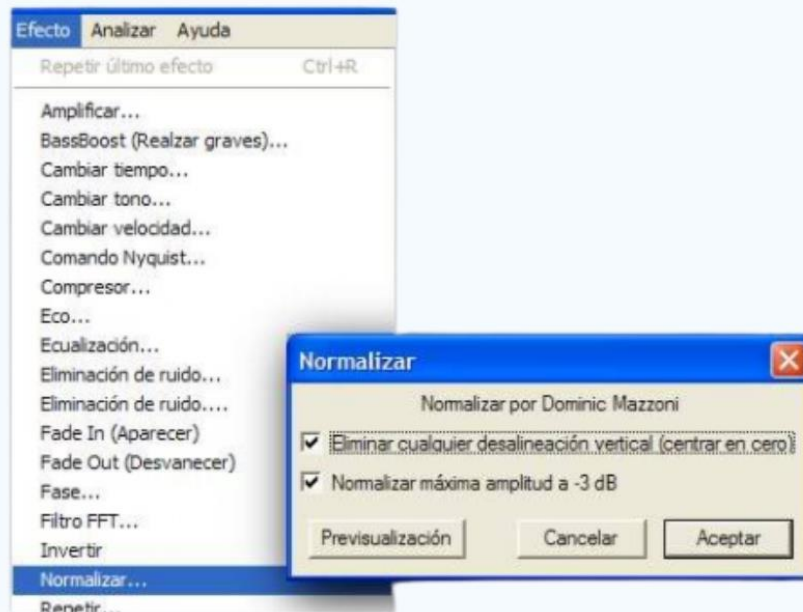 Efecto Analizar Ayuda
Repetir último efecto Ctrl+R
Amplificar...
BassBoost (Realzar graves)...
Cambiar tiempo...
Cambiar tono...
Cambiar velocidad...
Comando Nyquist...
Compresor...
Eco...
Ecualización...
Eliminación de ruido...
Eliminación de ruido....
Fade In (Aparecer)
Fade Out (Desvanecer)
Fase...
Filtro FFT...
Invertir
Normalizar...
Repetir...
Normalizar
Normalizar por Dominic Mazzoni
Eliminar cualquier desalineación vertical (centrar en cero)
Normalizar máxima amplitud a -3 dB
Previsualización Cancelar Aceptar